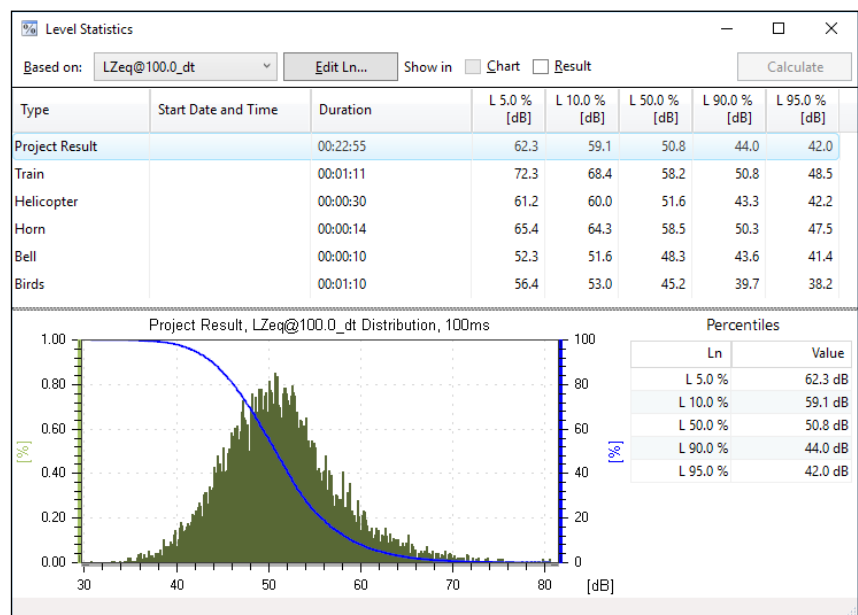 Level Statistics
Based on: LZeq@100.0_dt Edit Ln... Show in Chart Result Calculate
Type Start Date and Time Duration L 5.0 % [dB] L 10.0 % [dB] L 50.0 % [dB] L 90.0 % [dB] L 95.0 % [dB]
Project Result 00:22:55 62.3 59.1 50.8 44.0 42.0
Train 00:01:11 72.3 68.4 58.2 50.8 48.5
Helicopter 00:00:30 61.2 60.0 51.6 43.3 42.2
Horn 00:00:14 65.4 64.3 58.5 50.3 47.5
Bell 00:00:10 52.3 51.6 48.3 43.6 41.4
Birds 00:01:10 56.4 53.0 45.2 39.7 38.2
Project Result, LZeq@100.0_dt Distribution, 100ms
1.00 100
0.80 80
0.60 60
0.40 40
0.20 20
0.00 0
[%] [%]
30 40 50 60 70 80 [dB]
Percentiles
Ln Value
L 5.0 % 62.3 dB
L 10.0 % 59.1 dB
L 50.0 % 50.8 dB
L 90.0 % 44.0 dB
L 95.0 % 42.0 dB